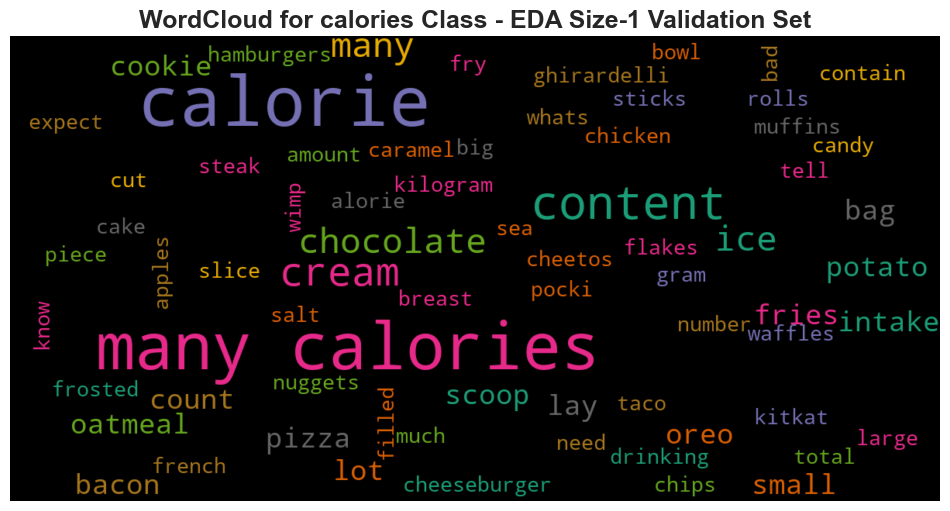 WordCloud for calories Class - EDA Size-1 Validation Set
many
hamburgers
cookie
fry
bowl
bad
ghirardelli
contain
calorie
sticks
rolls
expect
whats
muffins
chicken
candy
amount
caramel
big
steak
tell
cut
kilogram
wimp
alorie
content
bag
cake
sea
ice
chocolate
piece
flakes
apples
slice
cream
cheetos
gram
potato
pocki
breast
know
salt
fries
intake
number
waffles
many calories
frosted
nuggets
scoop
count
filled
lay
taco
oatmeal
kitkat
pizza
much
need
oreo
large
french
lot
drinking
total
bacon
cheeseburger
chips
small